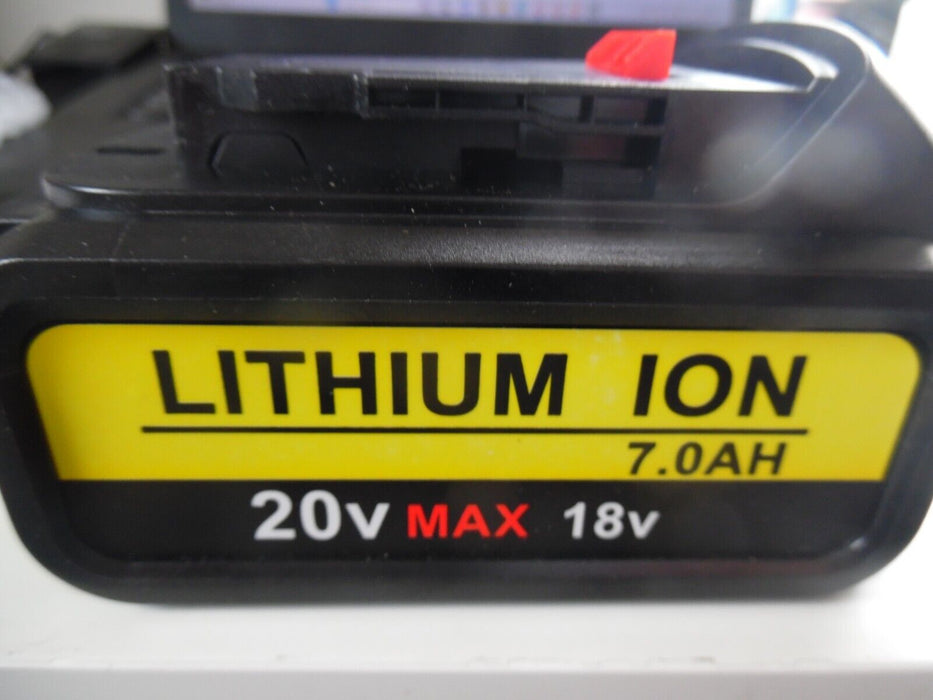 LITHIUM ION
7.0AH
20V MAX 18V